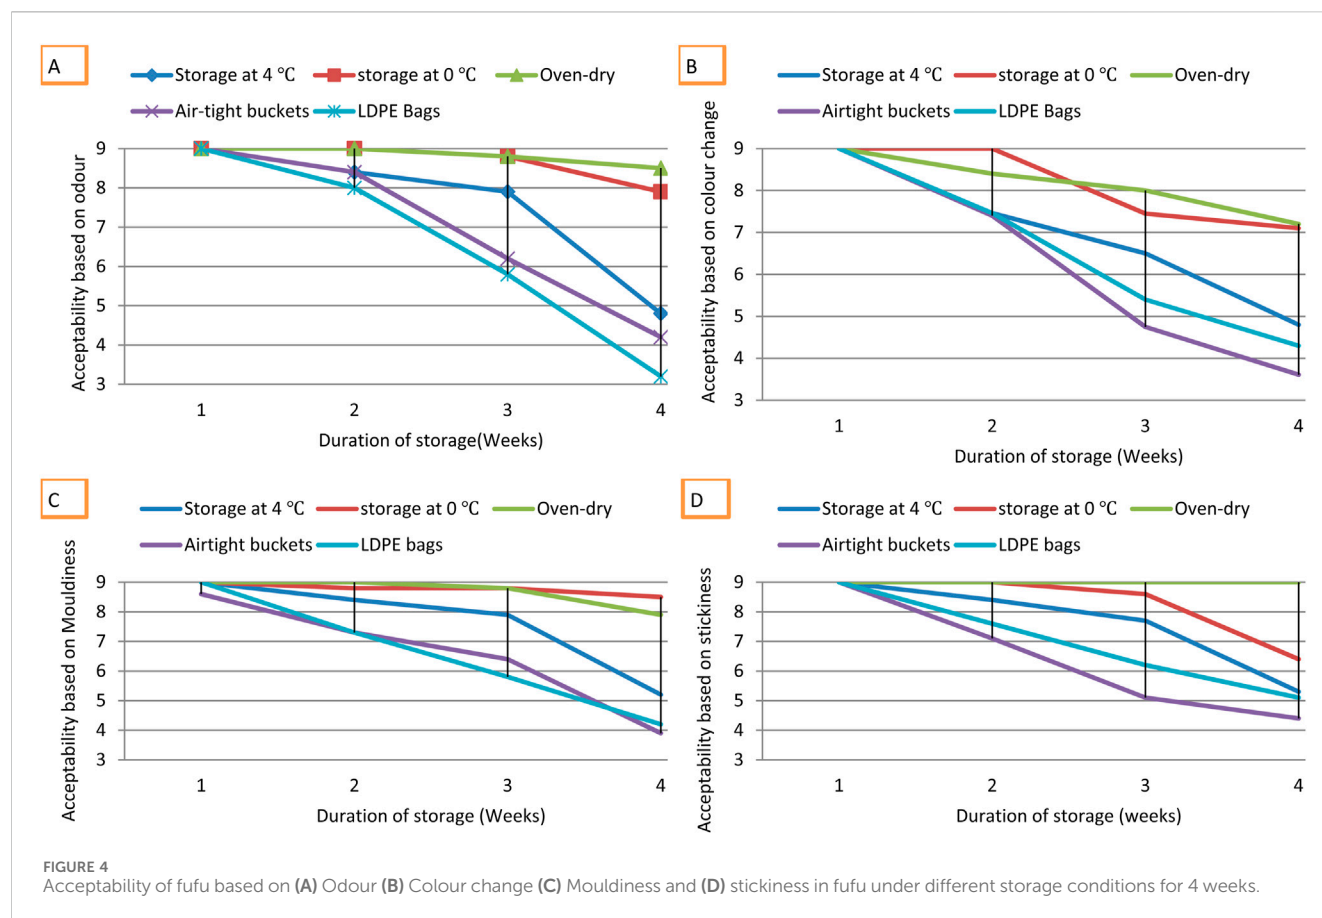 A
Storage at 4 ℃ storage at 0 ℃ Oven-dry
Air-tight buckets LDPE Bags
Acceptability based on odour
9
8
7
6
5
4
3
1 2 3 4
Duration of storage(Weeks)
B
Storage at 4 ℃ storage at 0 ℃ Oven-dry
Airtight buckets LDPE bags
Acceptability based on colour change
9
8
7
6
5
4
3
1 2 3 4
Duration of storage (Weeks)
C
Storage at 4 ℃ storage at 0 ℃ Oven-dry
Airtight buckets LDPE bags
Acceptability based on Mouldiness
9
8
7
6
5
4
3
1 2 3 4
Duration of storage (Weeks)
D
Storage at 4 ℃ storage at 0 ℃ Oven-dry
Airtight buckets LDPE bags
Acceptability based on stickiness
9
8
7
6
5
4
3
1 2 3 4
Duration of storage (weeks)
FIGURE 4
Acceptability of fufu based on (A) Odour (B) Colour change (C) Mouldiness and (D) stickiness in fufu under different storage conditions for 4 weeks.